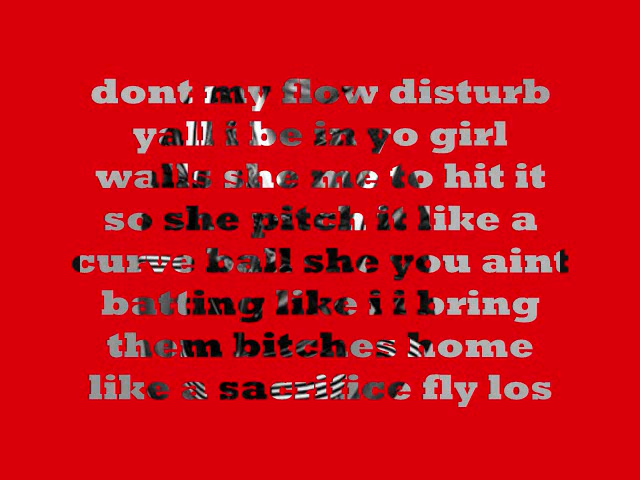 dont my flow disturb
yall i be in yo girl
walls she me to hit it
so she pitch it like a
curve ball she you aint
batting like i i bring
them bitches home
like a sacrifice fly los